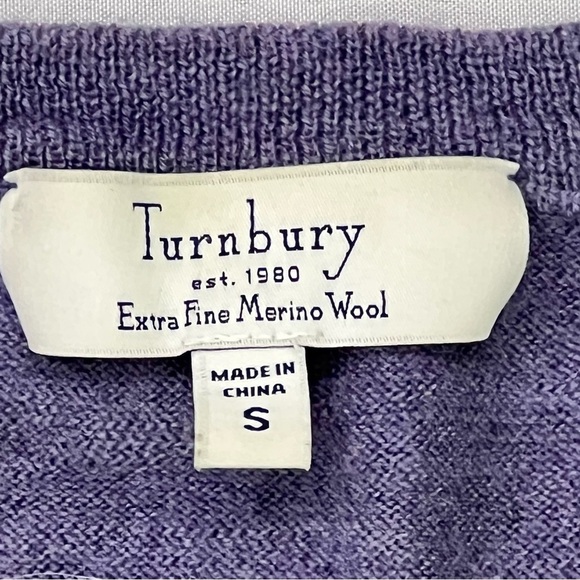 Turnbury
est. 1980
Extra Fine Merino Wool
MADE IN
CHINA
S